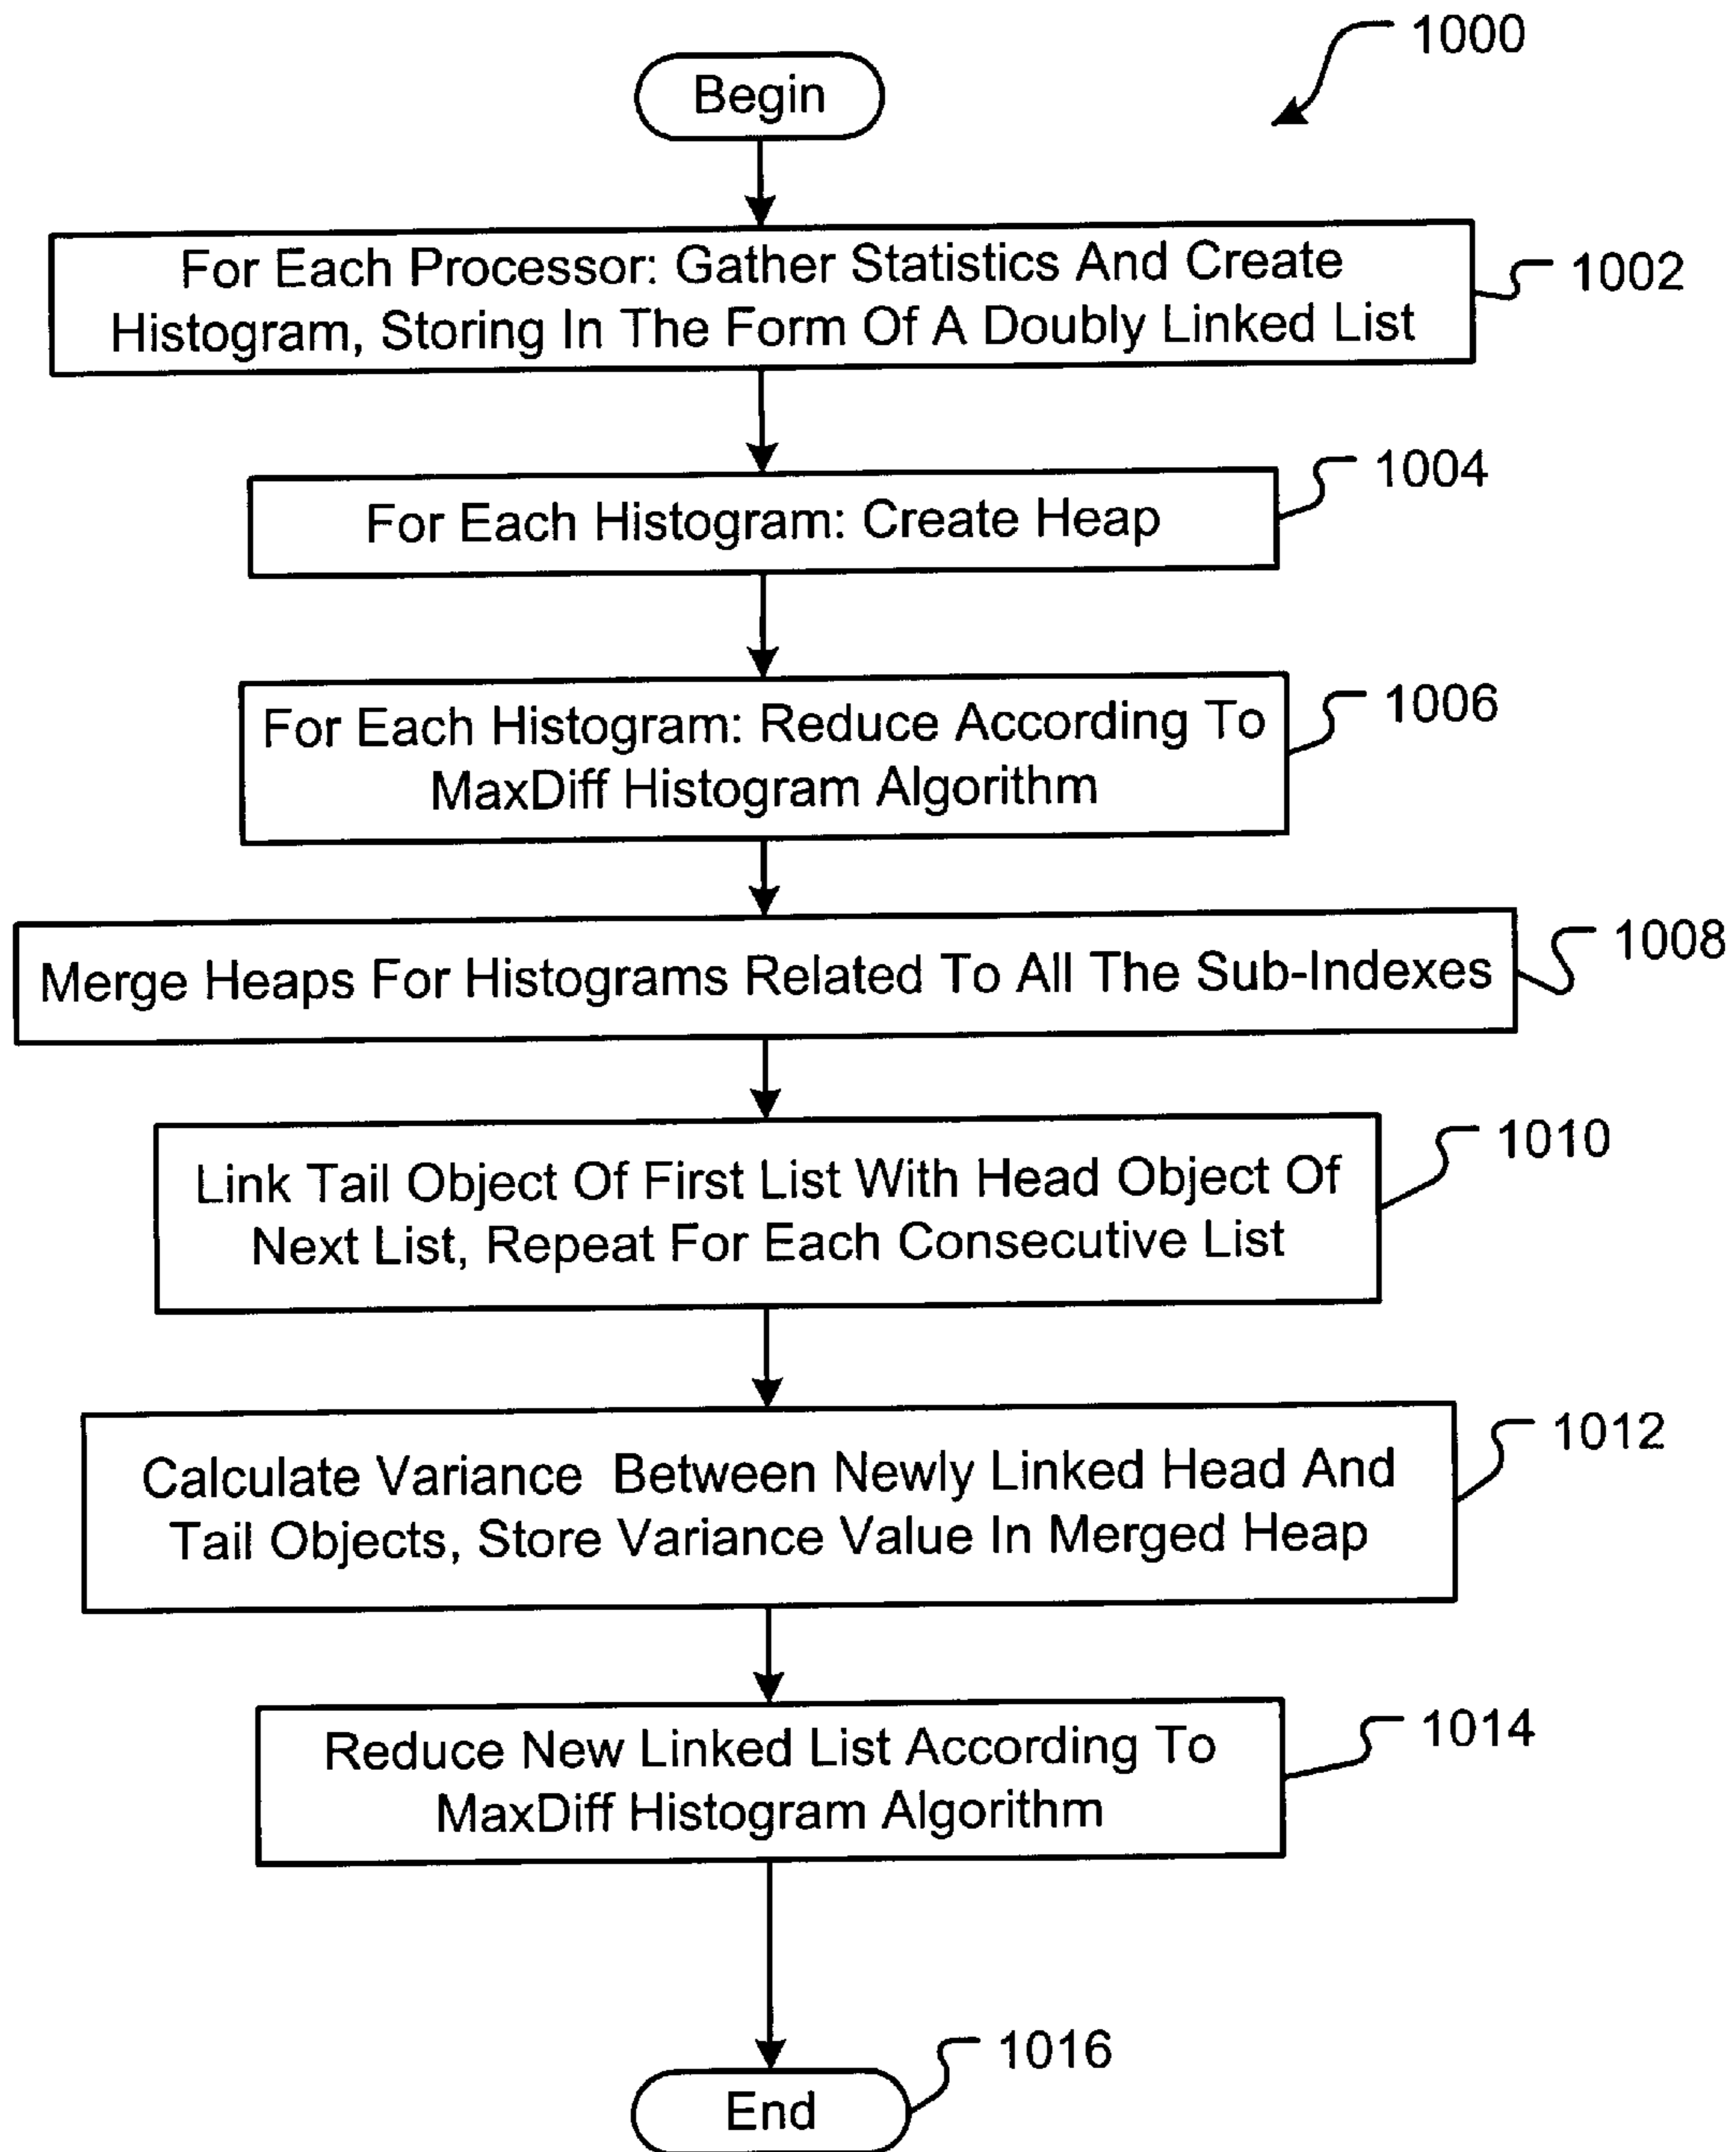 1000
Begin
For Each Processor: Gather Statistics And Create
Histogram, Storing In The Form Of A Doubly Linked List
1002
For Each Histogram: Create Heap
1004
For Each Histogram: Reduce According To
MaxDiff Histogram Algorithm
1006
Merge Heaps For Histograms Related To All The Sub-Indexes
1008
Link Tail Object Of First List With Head Object Of
Next List, Repeat For Each Consecutive List
1010
Calculate Variance Between Newly Linked Head And
Tail Objects, Store Variance Value In Merged Heap
1012
Reduce New Linked List According To
MaxDiff Histogram Algorithm
1014
End
1016